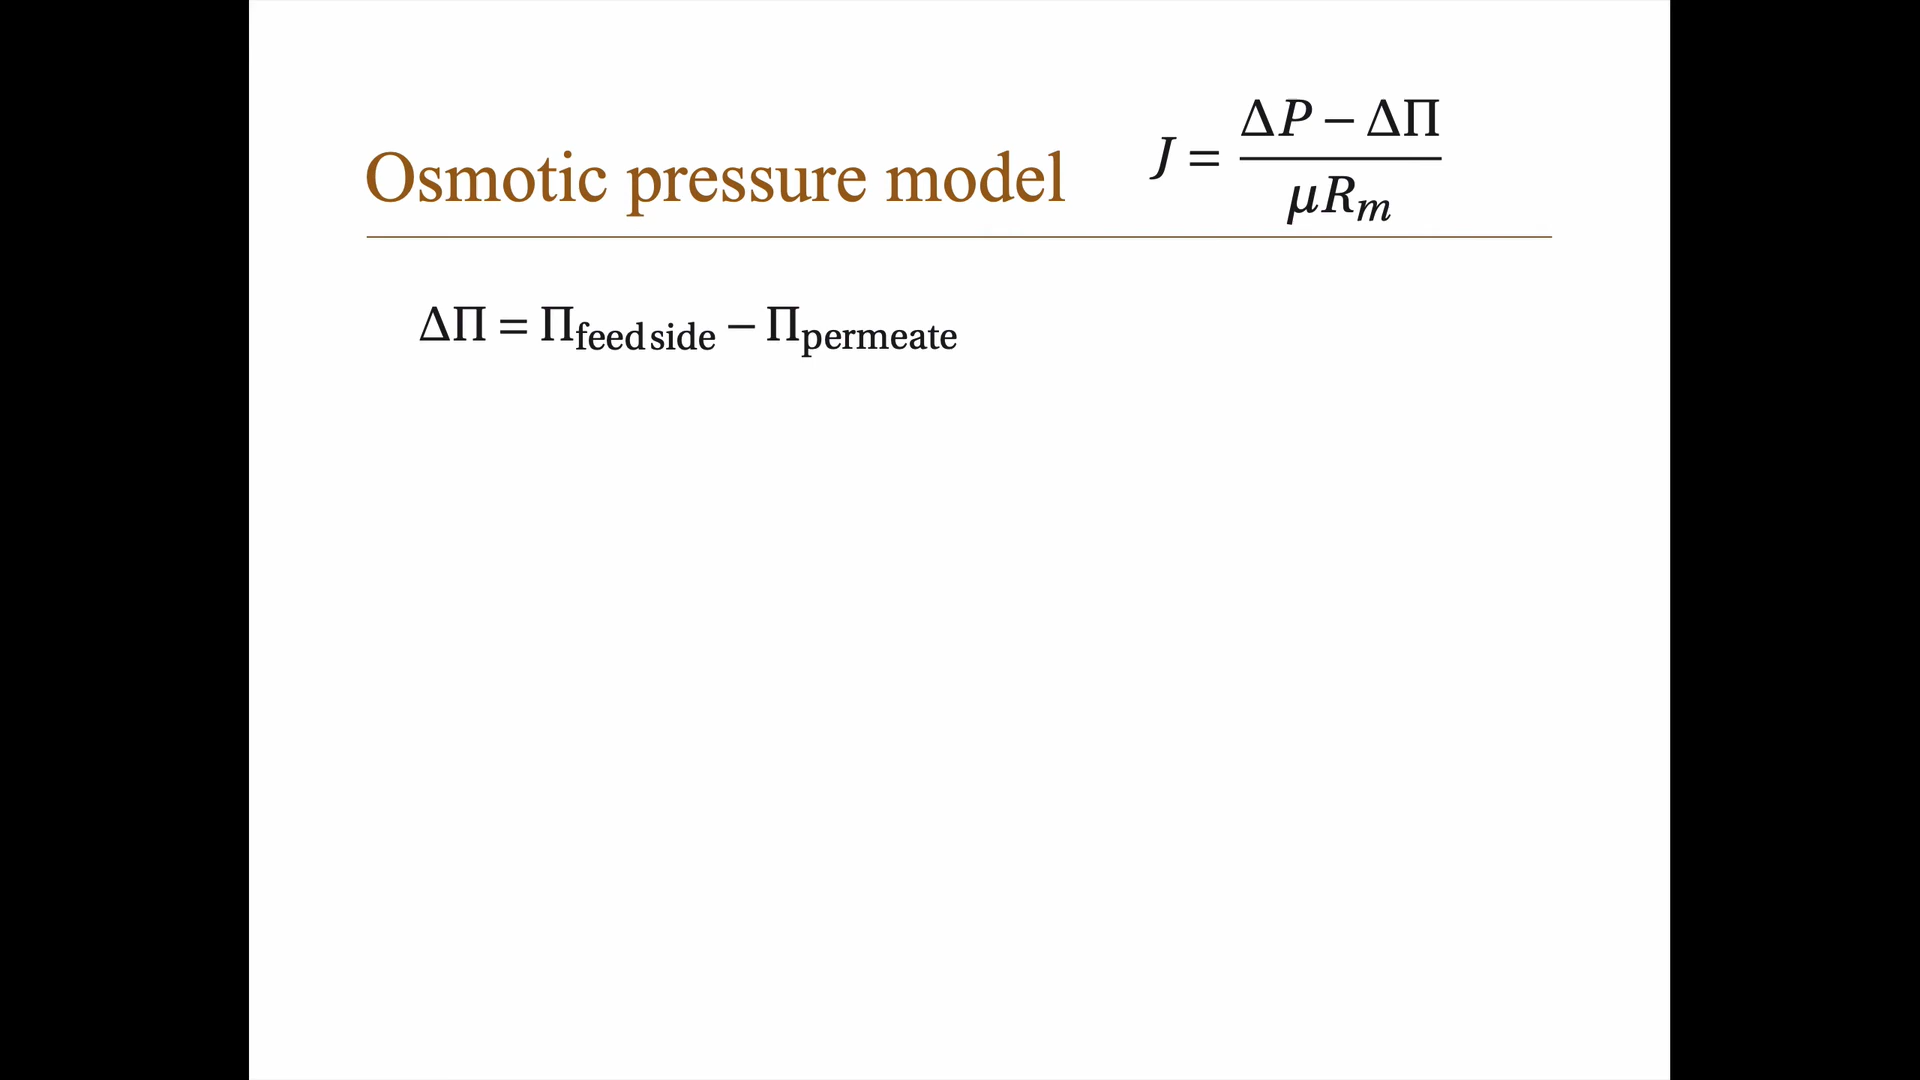 Osmotic pressure model
J = ΔP − ΔΠ / μR_m
ΔΠ = Π_feed side − Π_permeate